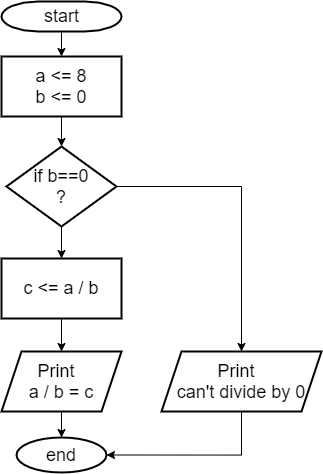 start
a <= 8
b <= 0
if b==0
?
c <= a / b
Print
a / b = c
Print
can't divide by 0
end